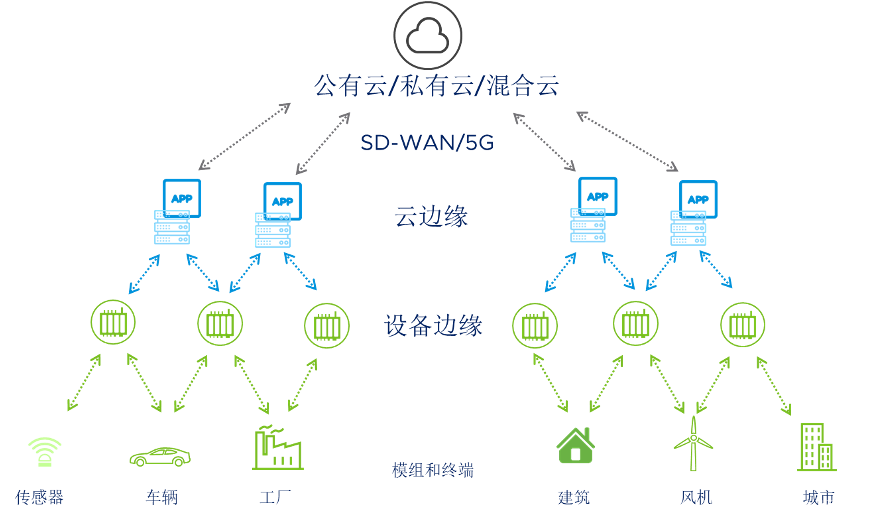 公有云/私有云/混合云
SD-WAN/5G
APP
APP
云边缘
APP
APP
设备边缘
模组和终端
传感器
车辆
工厂
建筑
风机
城市